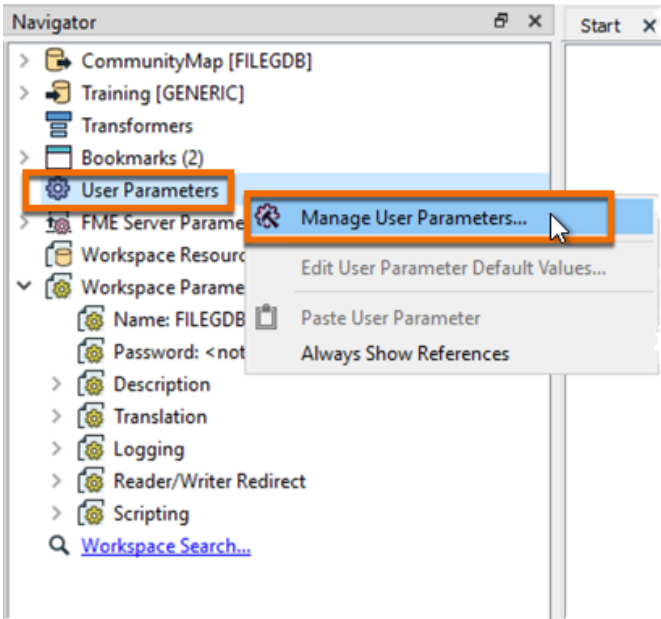 Navigator
Start
CommunityMap [FILEGDB]
Training [GENERIC]
Transformers
Bookmarks (2)
User Parameters
FME Server Parame
Manage User Parameters...
Workspace Resourc
Edit User Parameter Default Values...
Workspace Parame
Name: FILEGDB
Paste User Parameter
Password: <not
Always Show References
Description
Translation
Logging
Reader/Writer Redirect
Scripting
Workspace Search...